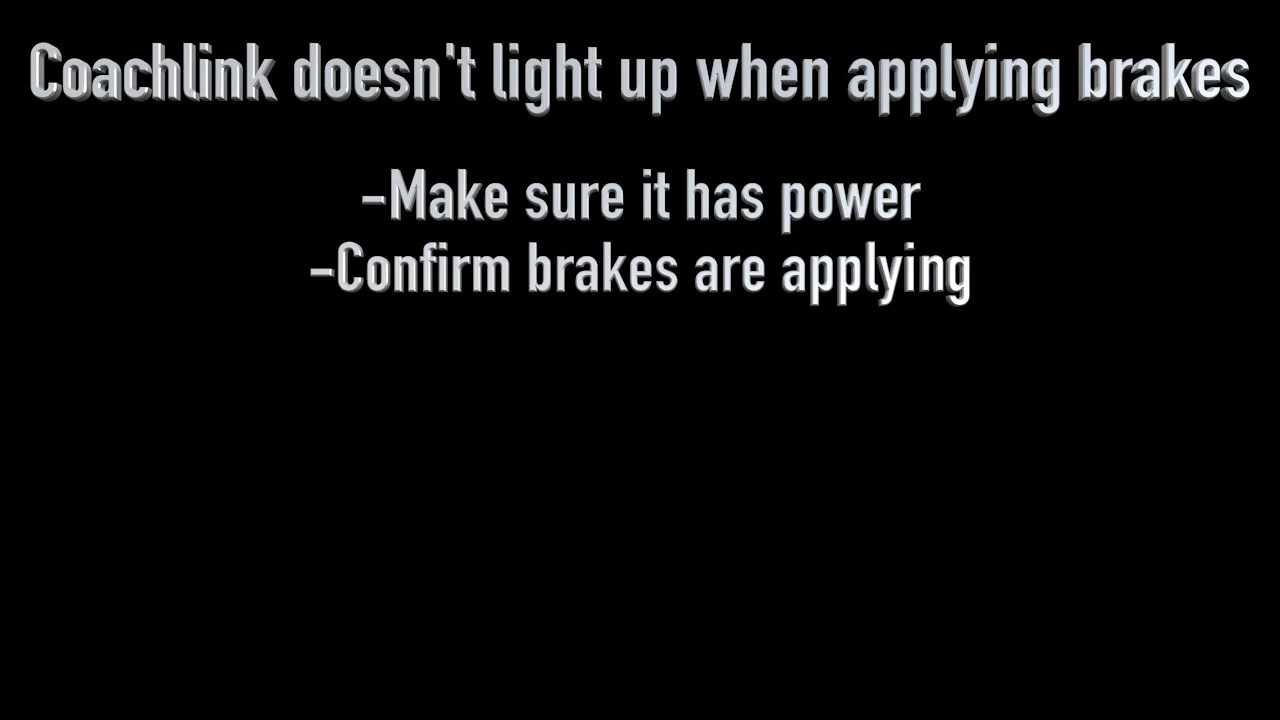 Coachlink doesn't light up when applying brakes
-Make sure it has power
-Confirm brakes are applying